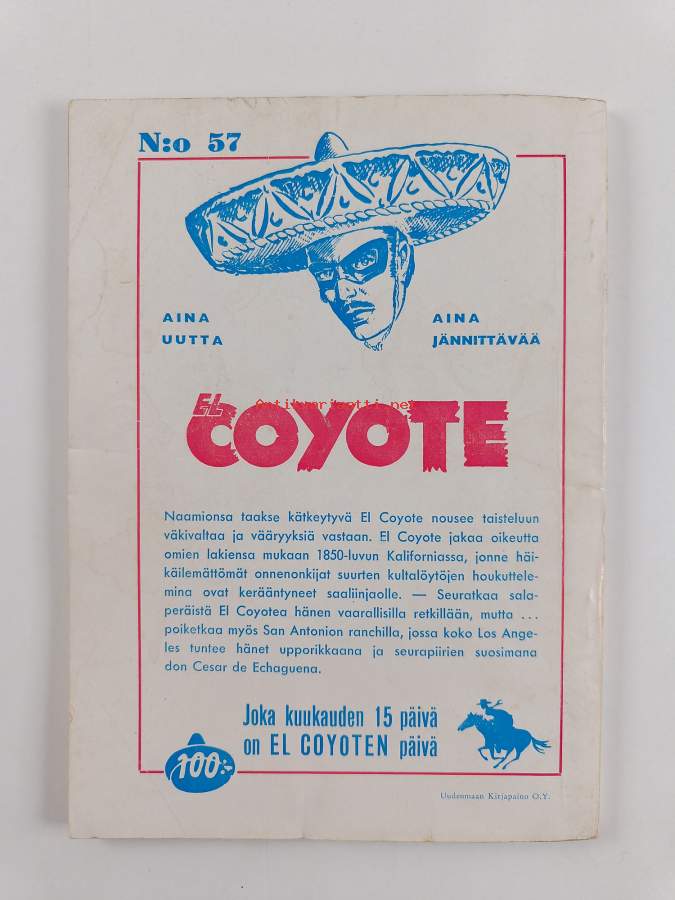 N:o 57
AINA
UUTTA
AINA
JÄNNITTÄVÄÄ
EL
COYOTE
Antikvariaatti.net
Naamionsa taakse kätkeytyvä El Coyote nousee taisteluun
väkivaltaa ja vääryyksiä vastaan. El Coyote jakaa oikeutta
omien lakiensa mukaan 1850-luvun Kaliforniassa, jonne häi-
käilemättömät onnenonkijat suurten kultalöytöjen houkuttele-
mina ovat kerääntyneet saaliinjaolle. — Seuratkaa sala-
peräistä El Coyotea hänen vaarallisilla retkillään, mutta ...
poiketkaa myös San Antonion ranchilla, jossa koko Los Ange-
les tuntee hänet upporikkaana ja seurapiirien suosimana
don Cesar de Echaguena.
Joka kuukauden 15 päivä
on EL COYOTEN päivä
100:-
Uudenmaan Kirjapaino O.Y.